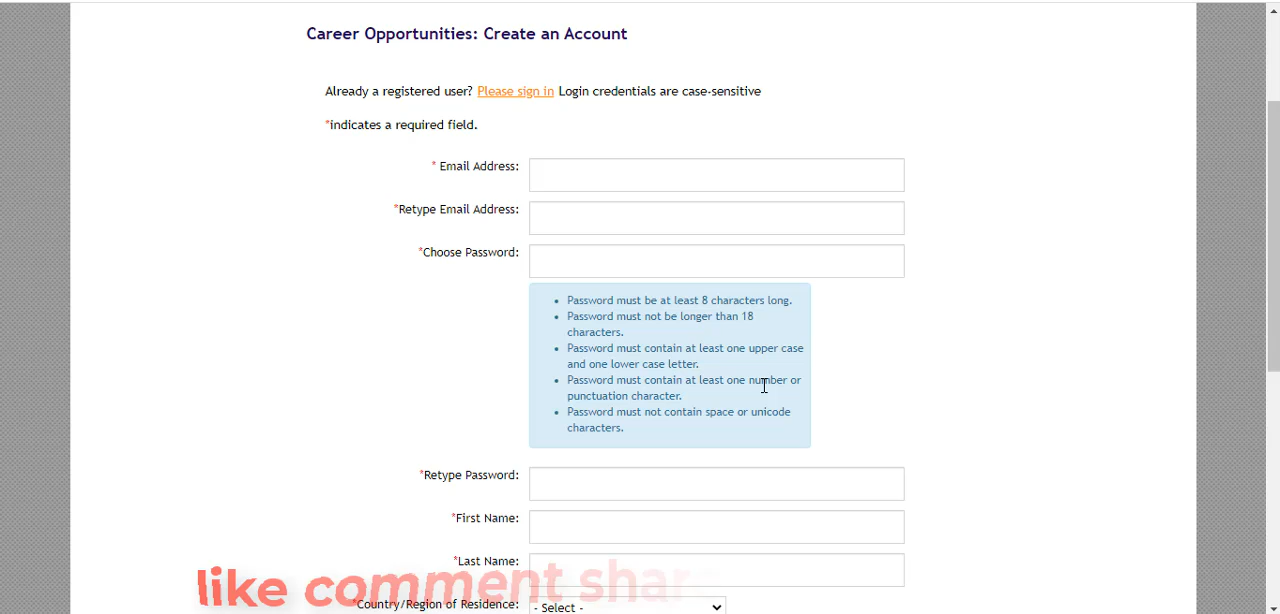 Career Opportunities: Create an Account
Already a registered user? Please sign in Login credentials are case-sensitive
*indicates a required field.
* Email Address:
*Retype Email Address:
*Choose Password:
• Password must be at least 8 characters long.
• Password must not be longer than 18
characters.
• Password must contain at least one upper case
and one lower case letter.
• Password must contain at least one number or
punctuation character.
• Password must not contain space or unicode
characters.
*Retype Password:
*First Name:
*Last Name:
like comment share
*Country/Region of Residence: - Select -